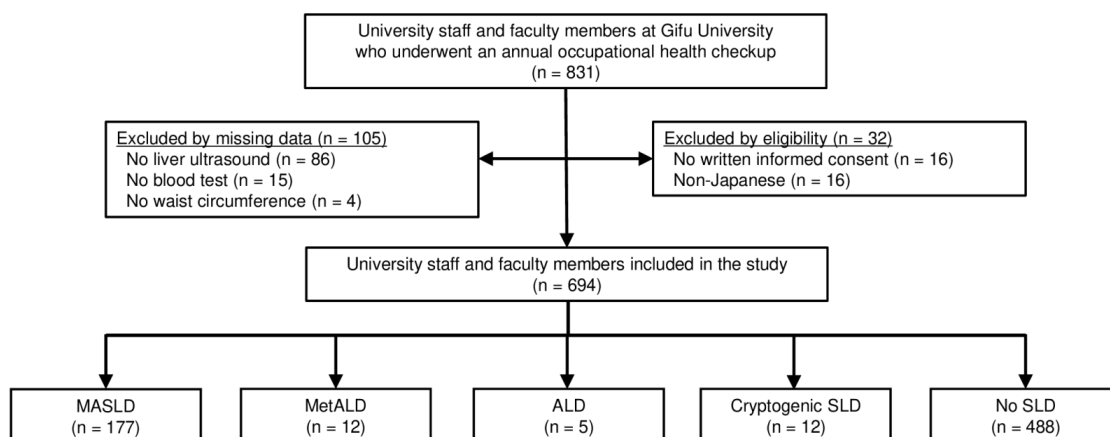 University staff and faculty members at Gifu University
who underwent an annual occupational health checkup
(n = 831)
Excluded by missing data (n = 105)
No liver ultrasound (n = 86)
No blood test (n = 15)
No waist circumference (n = 4)
Excluded by eligibility (n = 32)
No written informed consent (n = 16)
Non-Japanese (n = 16)
University staff and faculty members included in the study
(n = 694)
MASLD
(n = 177)
MetALD
(n = 12)
ALD
(n = 5)
Cryptogenic SLD
(n = 12)
No SLD
(n = 488)